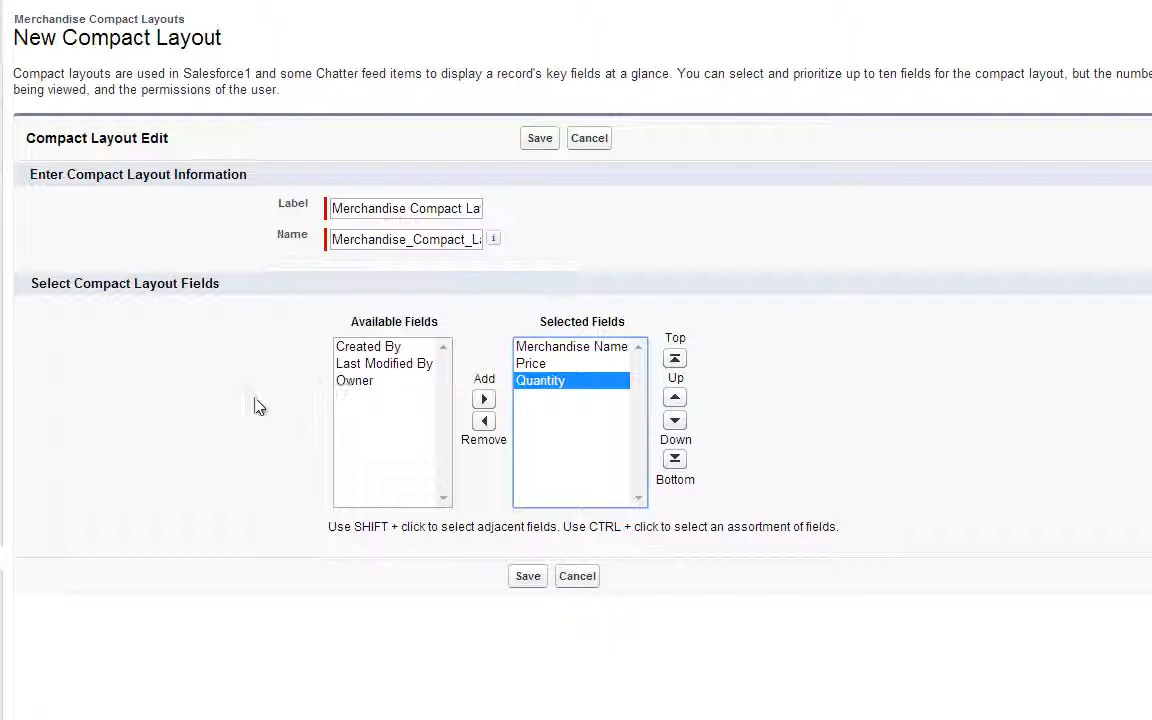 Merchandise Compact Layouts
New Compact Layout
Compact layouts are used in Salesforce1 and some Chatter feed items to display a record's key fields at a glance. You can select and prioritize up to ten fields for the compact layout, but the
being viewed, and the permissions of the user.
Compact Layout Edit
Save
Cancel
Enter Compact Layout Information
Label
Merchandise Compact La
Name
Merchandise_Compact_La
i
Select Compact Layout Fields
Available Fields
Selected Fields
Created By
Last Modified By
Owner
Add
Remove
Merchandise Name
Price
Quantity
Top
Up
Down
Bottom
Use SHIFT + click to select adjacent fields. Use CTRL + click to select an assortment of fields.
Save
Cancel